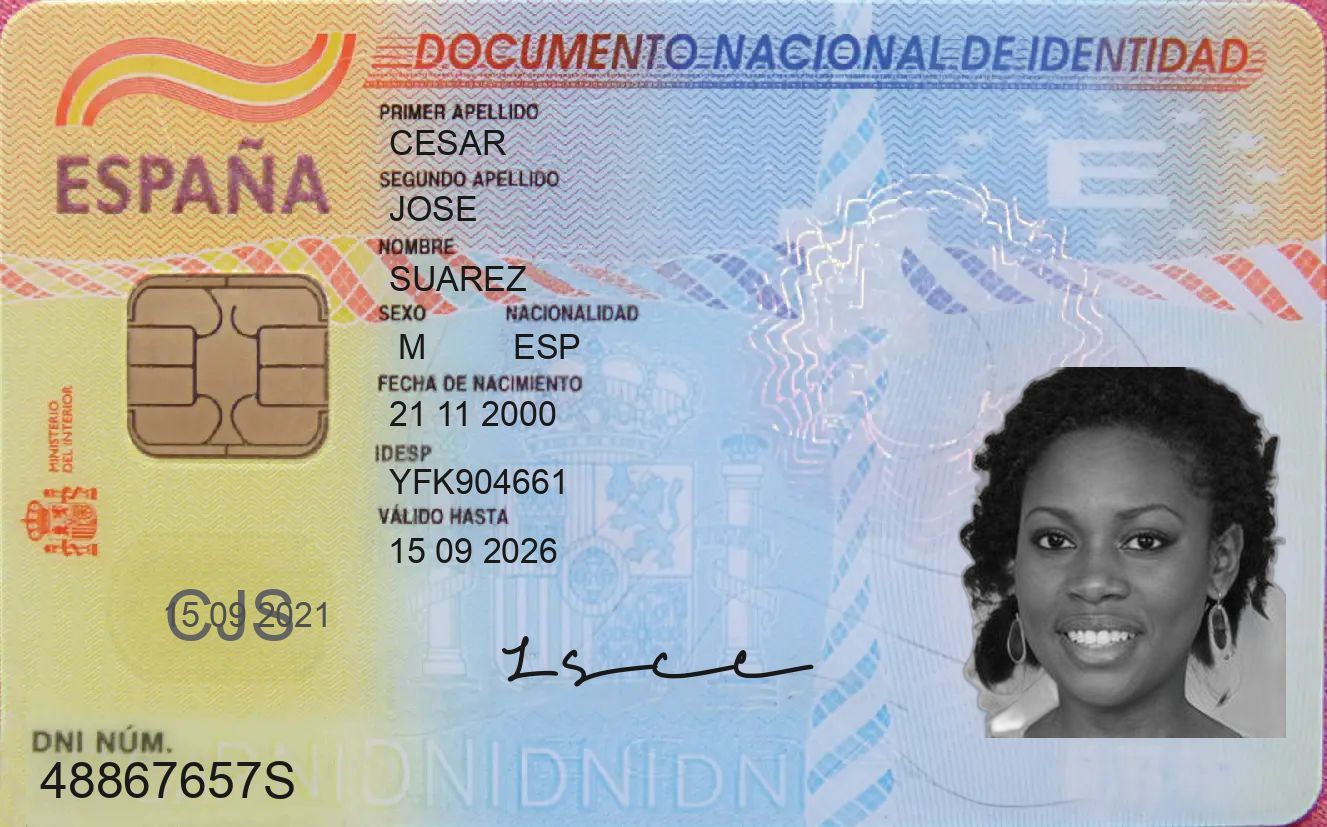 DOCUMENTO NACIONAL DE IDENTIDAD
ESPAÑA
PRIMER APELLIDO
CESAR
SEGUNDO APELLIDO
JOSE
NOMBRE
SUAREZ
SEXO NACIONALIDAD
M ESP
FECHA DE NACIMIENTO
21 11 2000
IDESP
YFK904661
VÁLIDO HASTA
15 09 2026
MINISTERIO
DEL INTERIOR
CJS
15 09 2021
E
DNI NÚM.
48867657S
DNIDNIDNIDNI